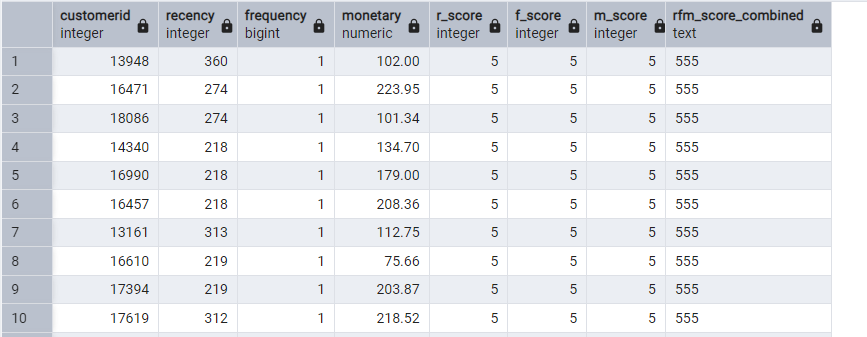 customerid recency frequency monetary r_score f_score m_score rfm_score_combined
integer integer bigint numeric integer integer integer text
1 13948 360 1 102.00 5 5 5 555
2 16471 274 1 223.95 5 5 5 555
3 18086 274 1 101.34 5 5 5 555
4 14340 218 1 134.70 5 5 5 555
5 16990 218 1 179.00 5 5 5 555
6 16457 218 1 208.36 5 5 5 555
7 13161 313 1 112.75 5 5 5 555
8 16610 219 1 75.66 5 5 5 555
9 17394 219 1 203.87 5 5 5 555
10 17619 312 1 218.52 5 5 5 555